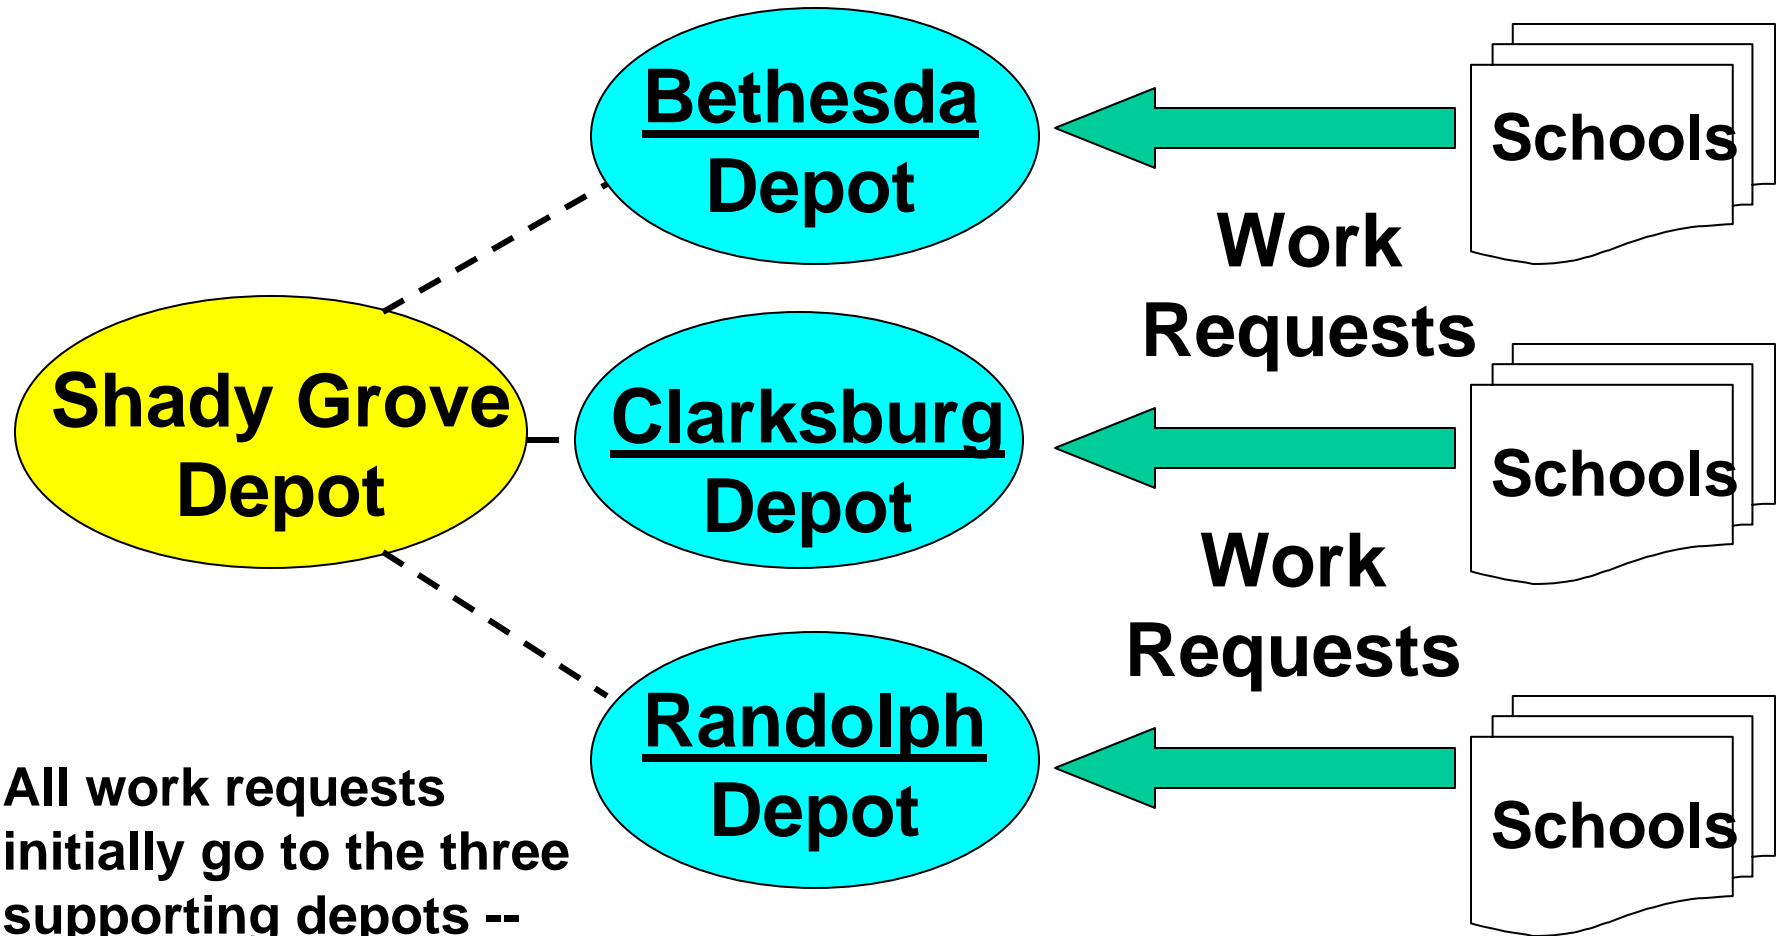 Bethesda
Depot
Schools
Work
Requests
Shady Grove
Depot
Clarksburg
Depot
Schools
Work
Requests
Randolph
Depot
Schools
All work requests
initially go to the three
supporting depots --